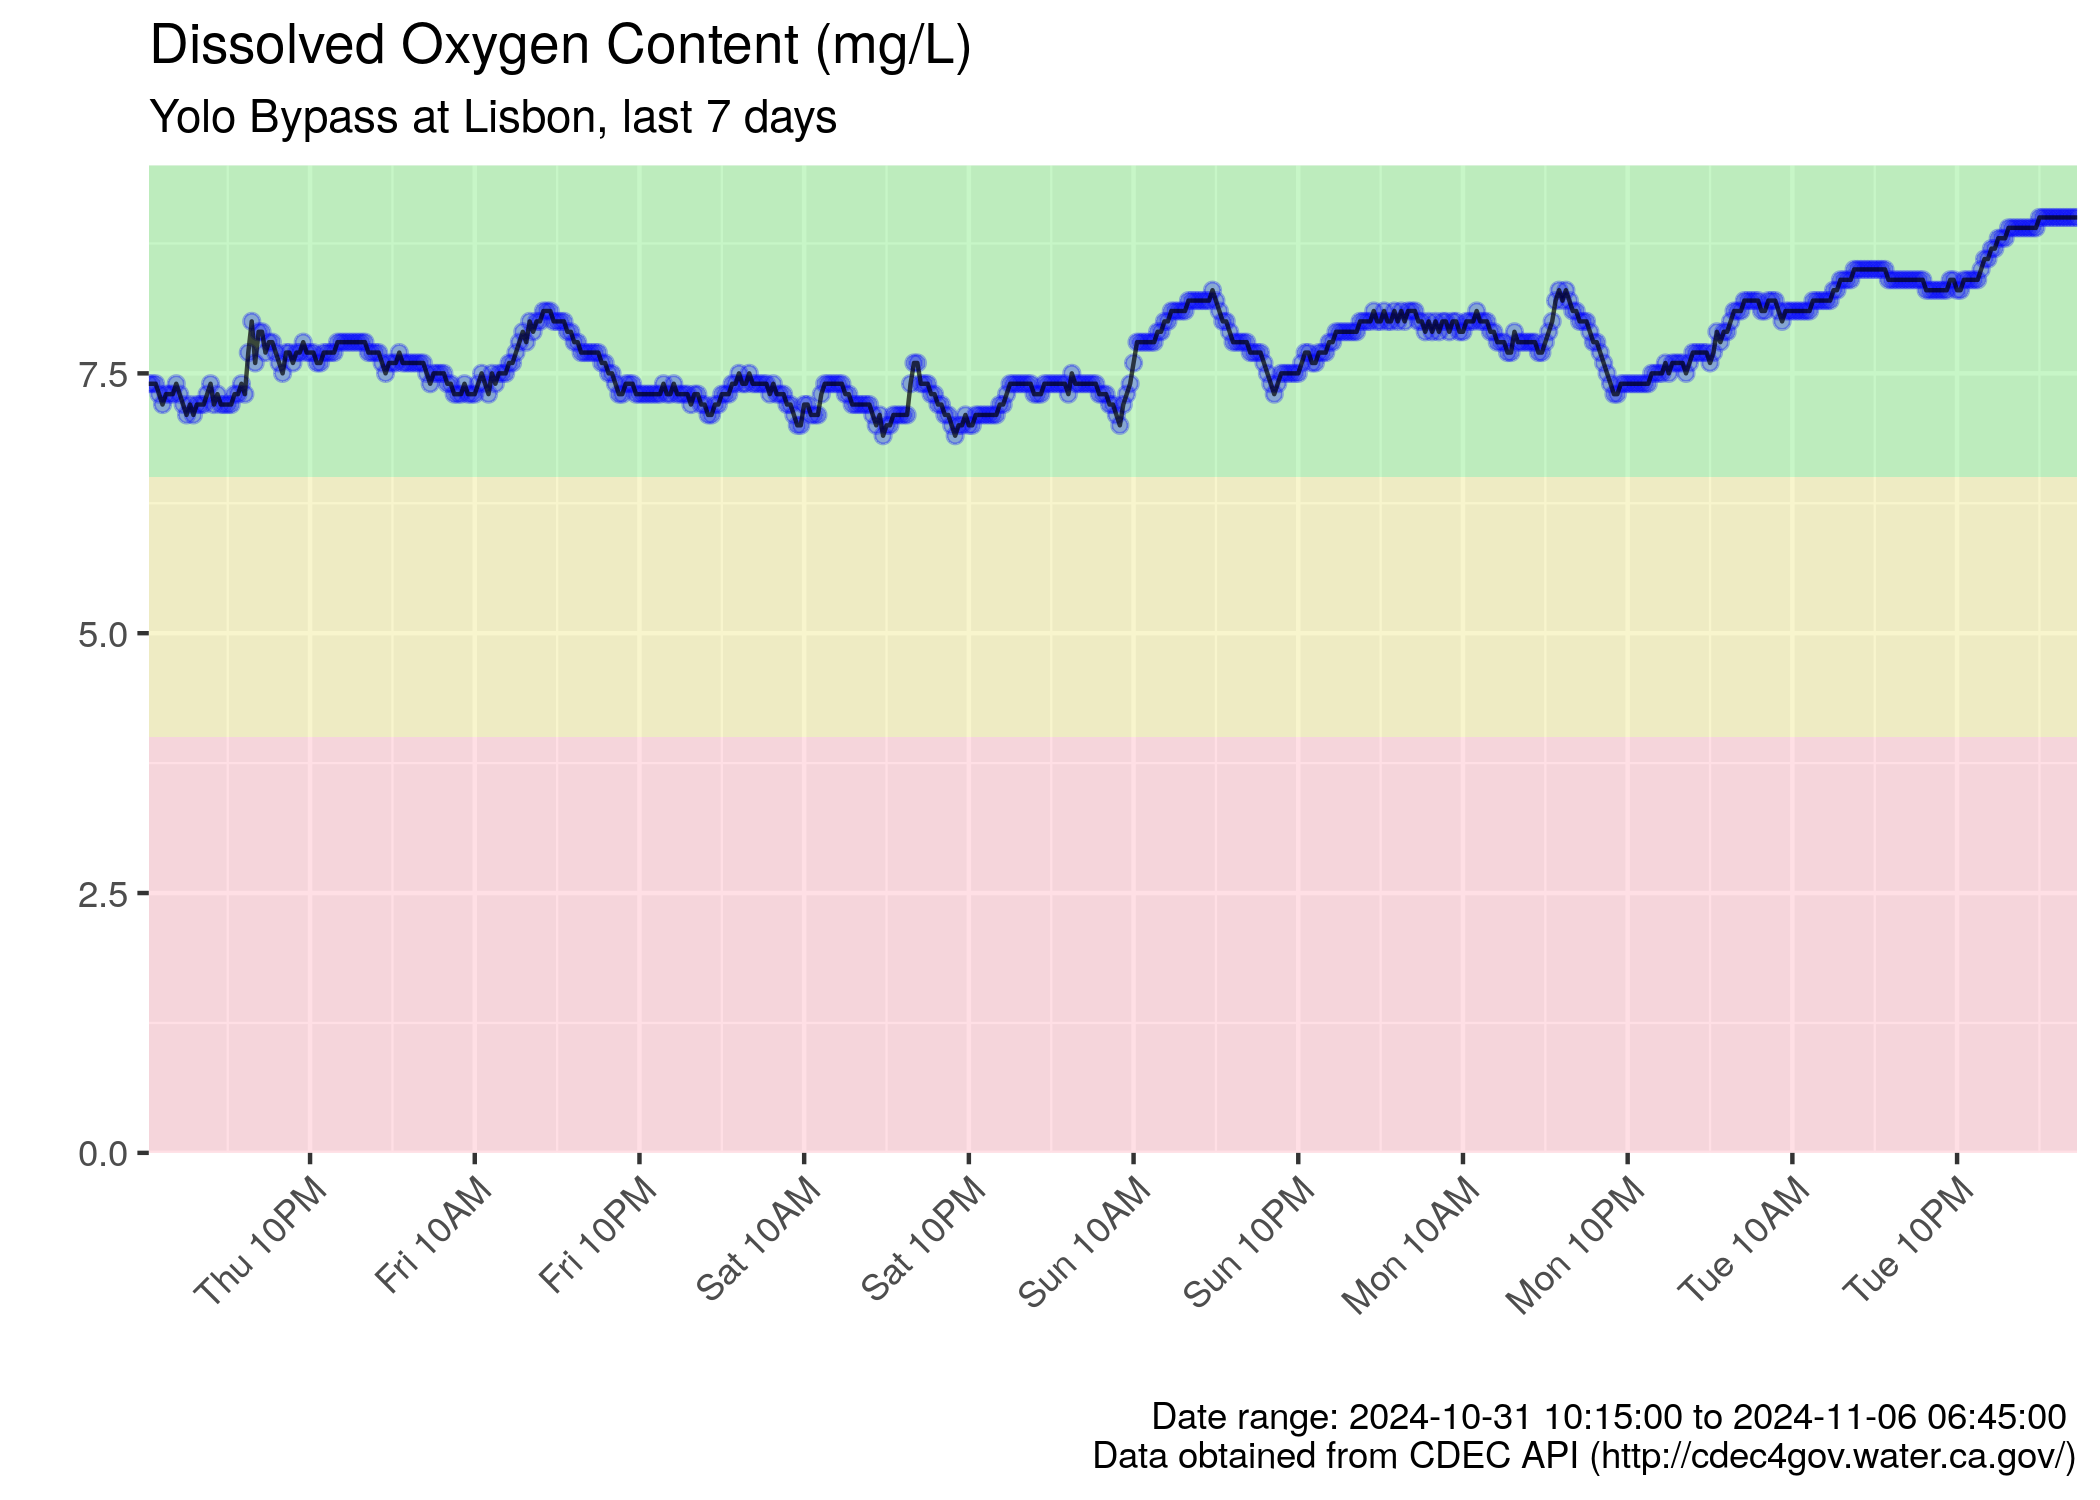 Dissolved Oxygen Content (mg/L)
Yolo Bypass at Lisbon, last 7 days
7.5
5.0
2.5
0.0
Thu 10PM
Fri 10AM
Fri 10PM
Sat 10AM
Sat 10PM
Sun 10AM
Sun 10PM
Mon 10AM
Mon 10PM
Tue 10AM
Tue 10PM
Date range: 2024-10-31 10:15:00 to 2024-11-06 06:45:00
Data obtained from CDEC API (http://cdec4gov.water.ca.gov/)